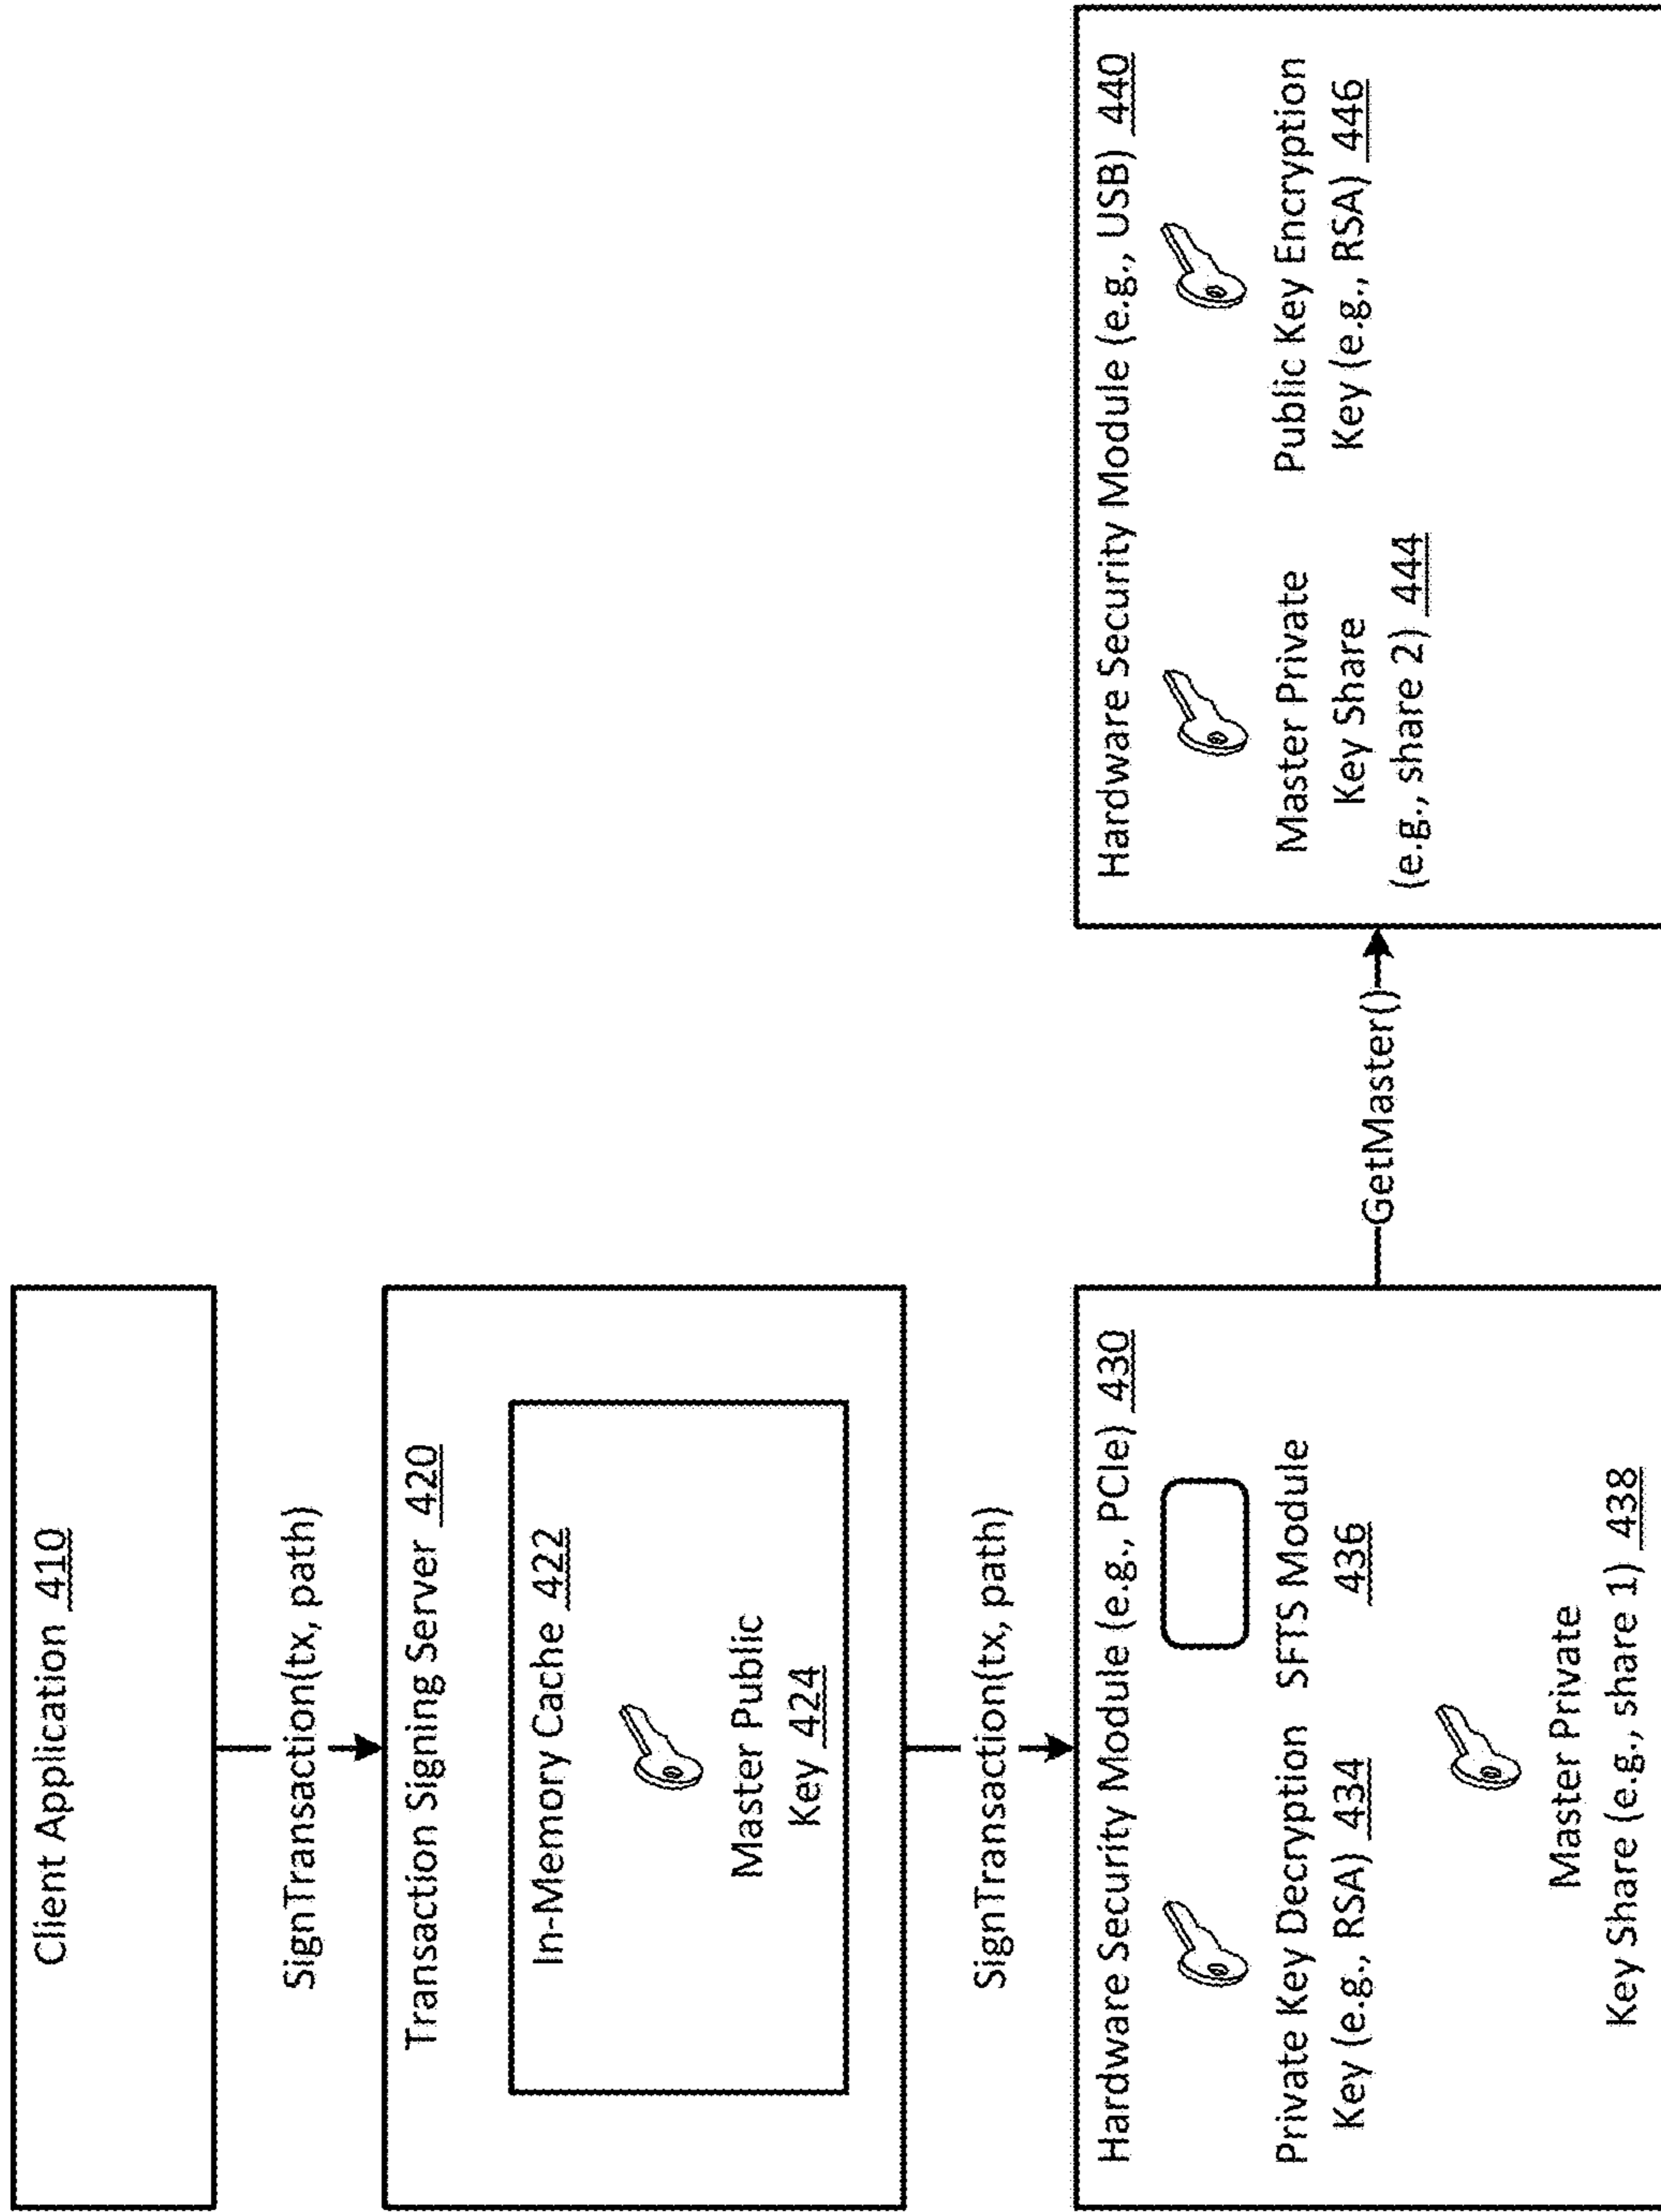 Client Application 410
SignTransaction(tx, path)
Transaction Signing Server 420
In-Memory Cache 422
Master Public
Key 424
SignTransaction(tx, path)
Hardware Security Module (e.g., PCIe) 430
Private Key Decryption
Key (e.g., RSA) 434
SFTS Module
436
Master Private
Key Share (e.g., share 1) 438
GetMaster()
Hardware Security Module (e.g., USB) 440
Master Private
Key Share
(e.g., share 2) 444
Public Key Encryption
Key (e.g., RSA) 446